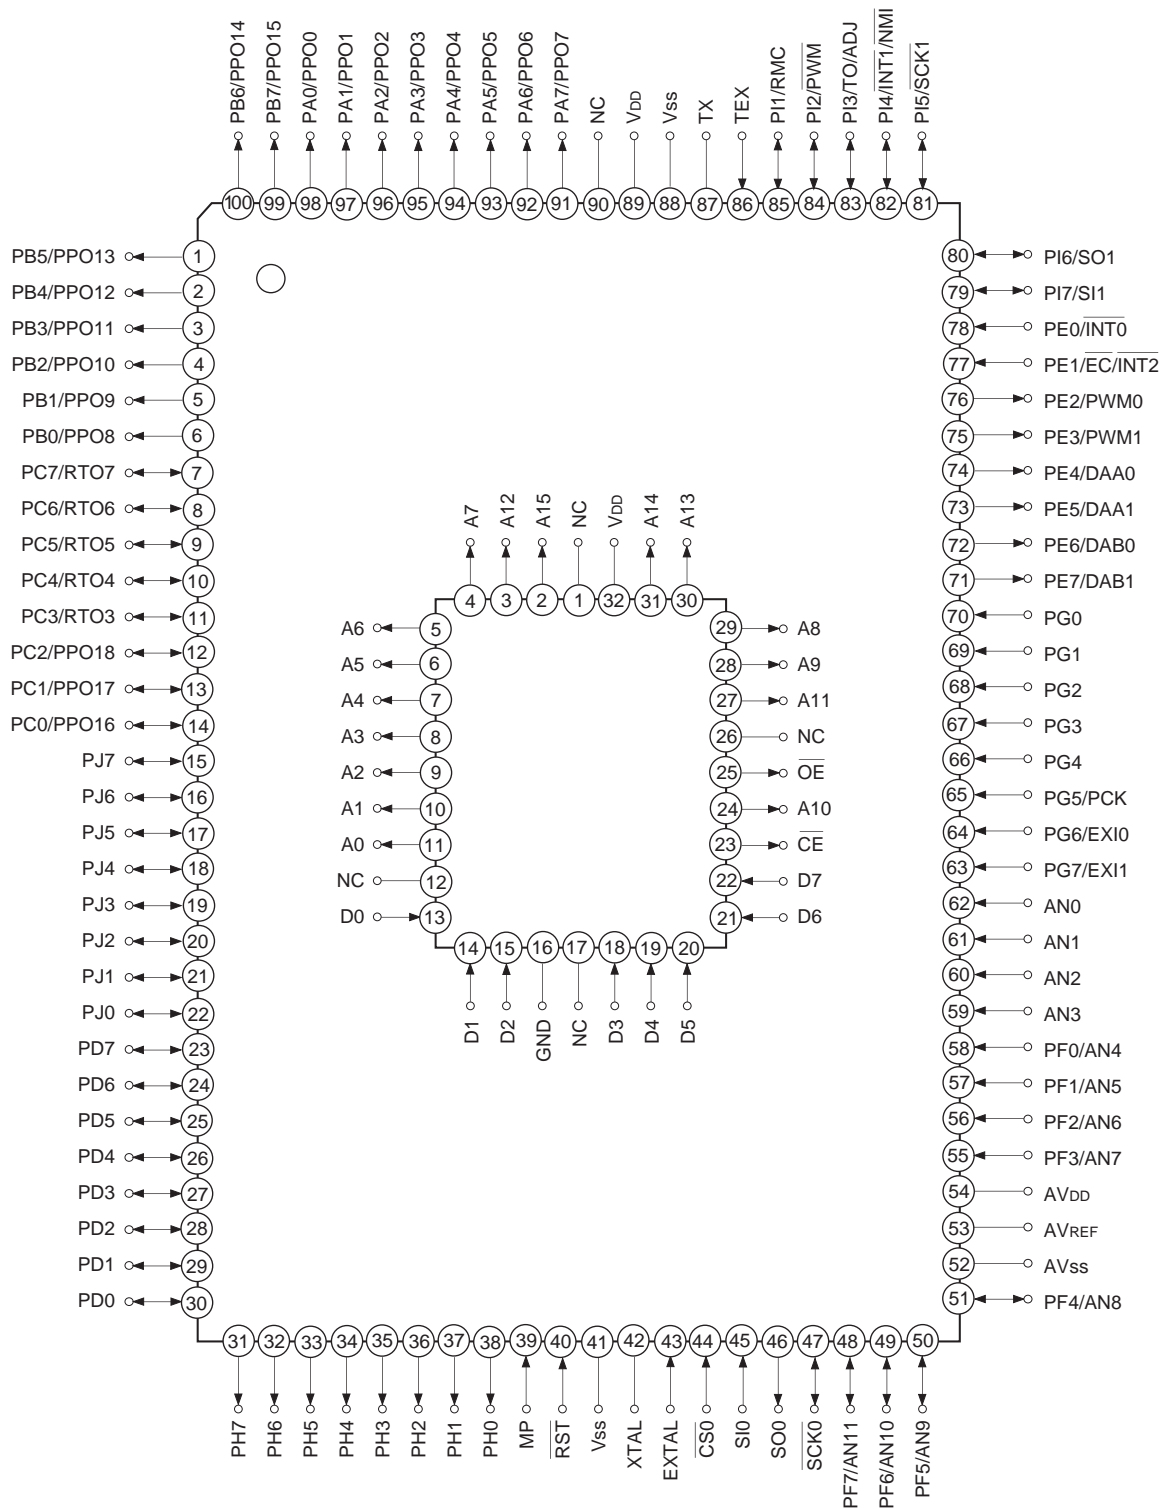 PB6/PPO14
PB7/PPO15
PA0/PPO0
PA1/PPO1
PA2/PPO2
PA3/PPO3
PA4/PPO4
PA5/PPO5
PA6/PPO6
PA7/PPO7
NC
VDD
Vss
TX
TEX
PI1/RMC
PI2/PWM
PI3/TO/ADJ
PI4/INT1/NMI
PI5/SCK1
100 99 98 97 96 95 94 93 92 91 90 89 88 87 86 85 84 83 82 81
PB5/PPO13 1
PB4/PPO12 2
PB3/PPO11 3
PB2/PPO10 4
PB1/PPO9 5
PB0/PPO8 6
PC7/RTO7 7
PC6/RTO6 8
PC5/RTO5 9
PC4/RTO4 10
PC3/RTO3 11
PC2/PPO18 12
PC1/PPO17 13
PC0/PPO16 14
PJ7 15
PJ6 16
PJ5 17
PJ4 18
PJ3 19
PJ2 20
PJ1 21
PJ0 22
PD7 23
PD6 24
PD5 25
PD4 26
PD3 27
PD2 28
PD1 29
PD0 30
A7
A12
A15
NC
VDD
A14
A13
4 3 2 1 32 31 30
A6 5
A5 6
A4 7
A3 8
A2 9
A1 10
A0 11
NC 12
D0 13
29 A8
28 A9
27 A11
26 NC
25 OE
24 A10
23 CE
22 D7
21 D6
14 15 16 17 18 19 20
D1
D2
GND
NC
D3
D4
D5
80 PI6/SO1
79 PI7/SI1
78 PE0/INT0
77 PE1/EC/INT2
76 PE2/PWM0
75 PE3/PWM1
74 PE4/DAA0
73 PE5/DAA1
72 PE6/DAB0
71 PE7/DAB1
70 PG0
69 PG1
68 PG2
67 PG3
66 PG4
65 PG5/PCK
64 PG6/EXI0
63 PG7/EXI1
62 AN0
61 AN1
60 AN2
59 AN3
58 PF0/AN4
57 PF1/AN5
56 PF2/AN6
55 PF3/AN7
54 AVDD
53 AVREF
52 AVss
51 PF4/AN8
31 32 33 34 35 36 37 38 39 40 41 42 43 44 45 46 47 48 49 50
PH7
PH6
PH5
PH4
PH3
PH2
PH1
PH0
MP
RST
Vss
XTAL
EXTAL
CS0
SI0
SO0
SCK0
PF7/AN11
PF6/AN10
PF5/AN9